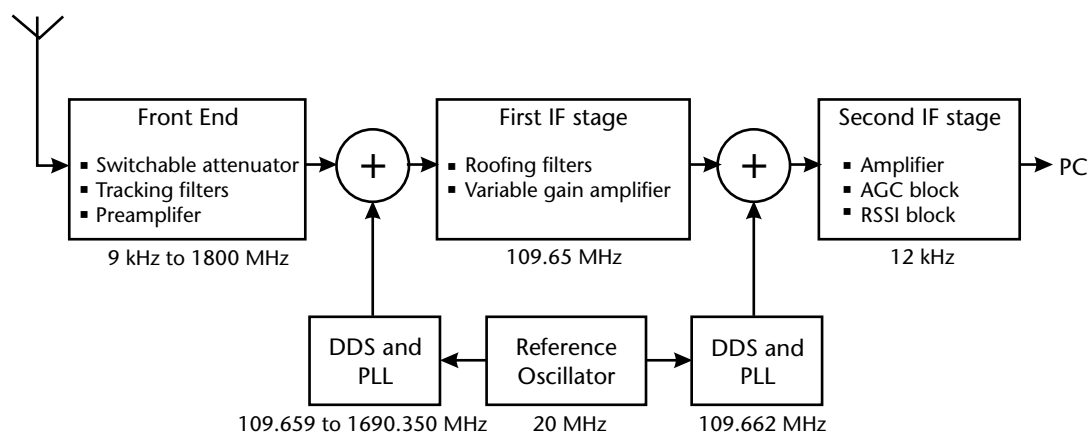 Front End
▪ Switchable attenuator
▪ Tracking filters
▪ Preamplifer
9 kHz to 1800 MHz
+
First IF stage
▪ Roofing filters
▪ Variable gain amplifier
109.65 MHz
+
Second IF stage
▪ Amplifier
▪ AGC block
▪ RSSI block
12 kHz
PC
DDS and
PLL
109.659 to 1690.350 MHz
Reference
Oscillator
20 MHz
DDS and
PLL
109.662 MHz